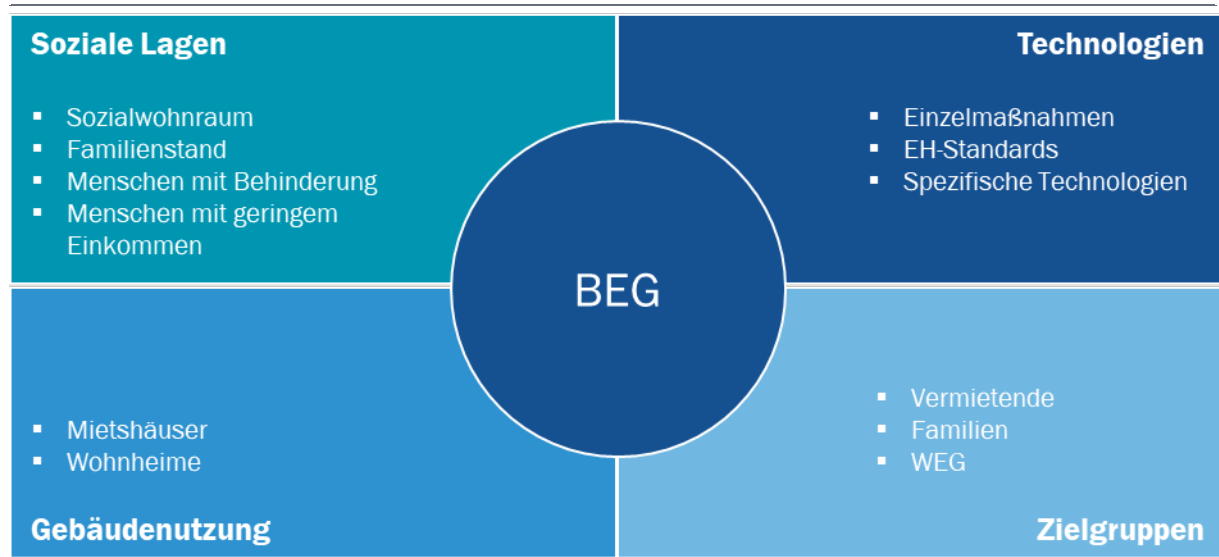 Soziale Lagen
▪ Sozialwohnraum
▪ Familienstand
▪ Menschen mit Behinderung
▪ Menschen mit geringem
Einkommen
Technologien
▪ Einzelmaßnahmen
▪ EH-Standards
▪ Spezifische Technologien
BEG
▪ Mietshäuser
▪ Wohnheime
Gebäudenutzung
▪ Vermietende
▪ Familien
▪ WEG
Zielgruppen